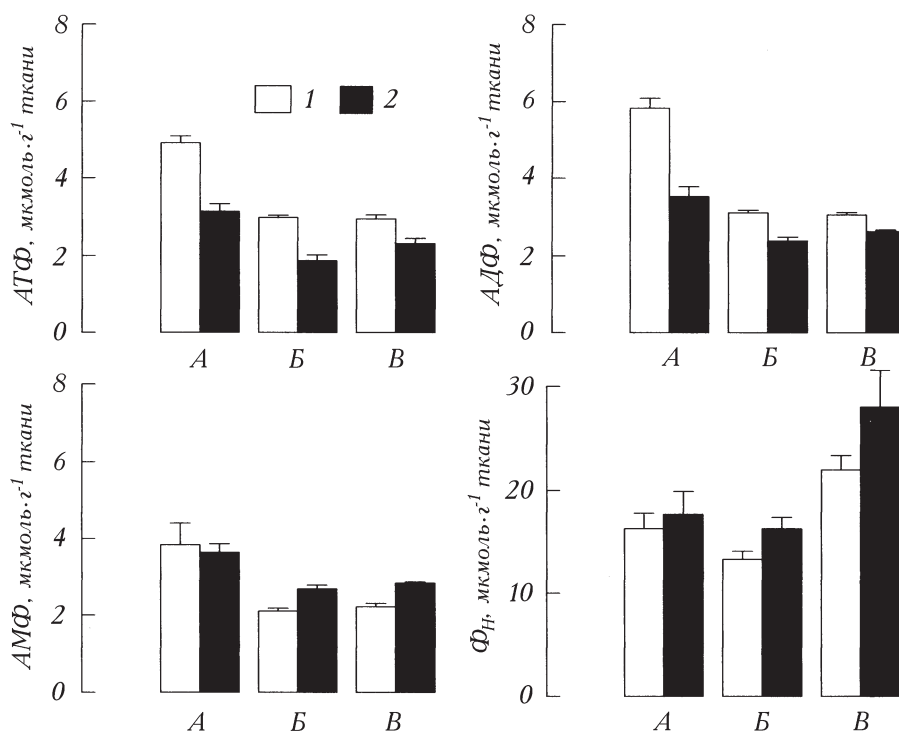 АТФ, мкмоль·г⁻¹ ткани
8
6
4
2
0
1
2
А
Б
В
АДФ, мкмоль·г⁻¹ ткани
8
6
4
2
0
А
Б
В
АМФ, мкмоль·г⁻¹ ткани
8
6
4
2
0
А
Б
В
Фн, мкмоль·г⁻¹ ткани
30
20
10
0
А
Б
В